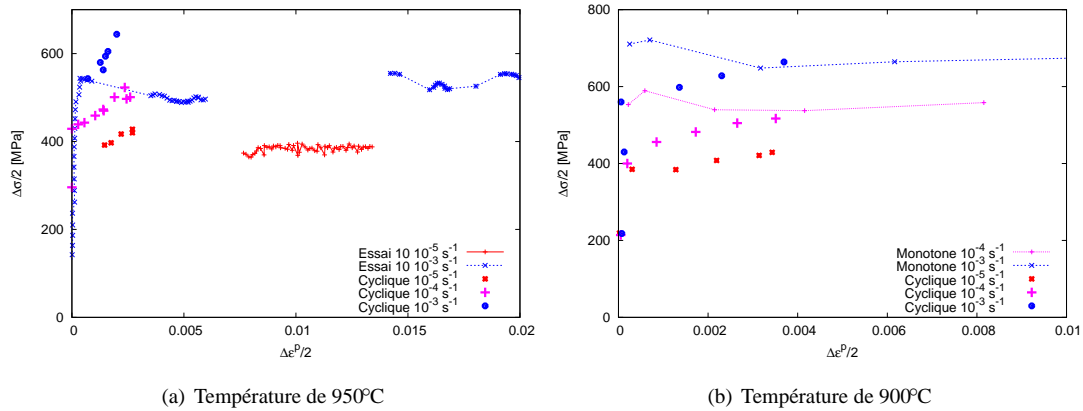 600
400
200
0
Δσ/2 [MPa]
0
0.005
0.01
0.015
0.02
Δε^p/2
Essai 10 10^-5 s^-1
Essai 10 10^-3 s^-1
Cyclique 10^-5 s^-1
Cyclique 10^-4 s^-1
Cyclique 10^-3 s^-1
(a) Température de 950°C
800
600
400
200
0
Δσ/2 [MPa]
0
0.002
0.004
0.006
0.008
0.01
Δε^p/2
Monotone 10^-4 s^-1
Monotone 10^-3 s^-1
Cyclique 10^-5 s^-1
Cyclique 10^-4 s^-1
Cyclique 10^-3 s^-1
(b) Température de 900°C